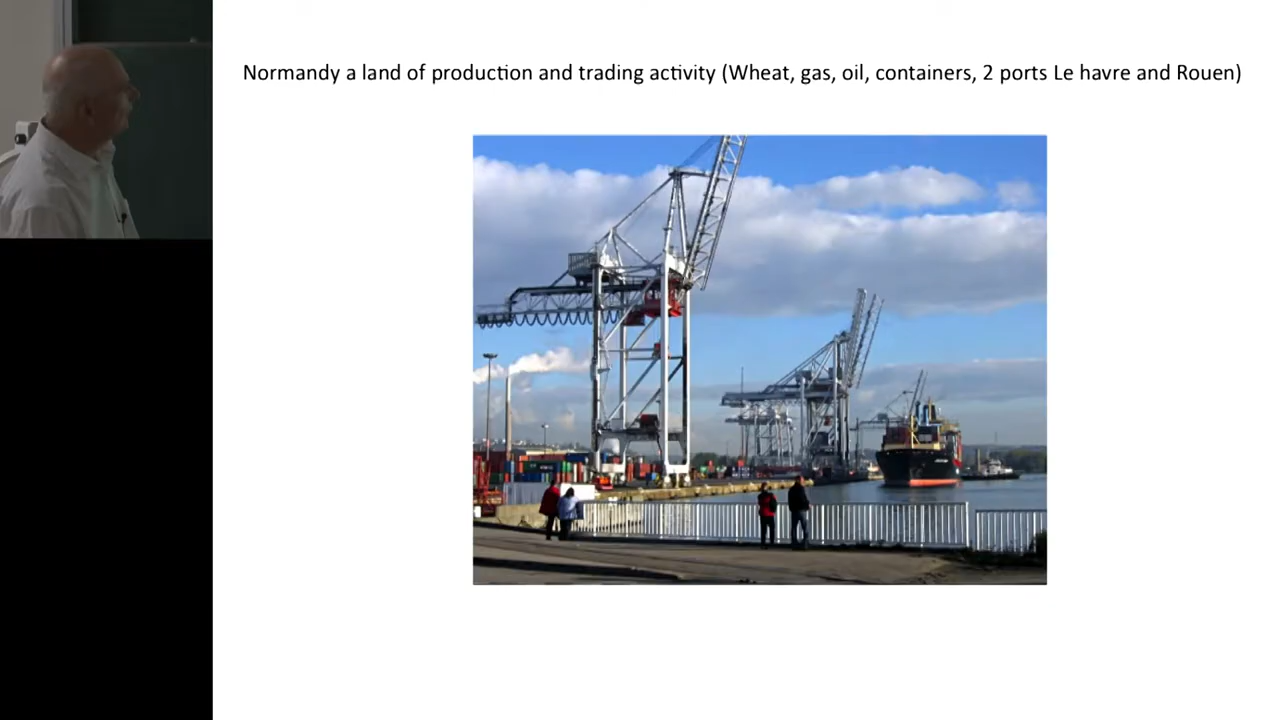 Normandy a land of production and trading activity (Wheat, gas, oil, containers, 2 ports Le havre and Rouen)